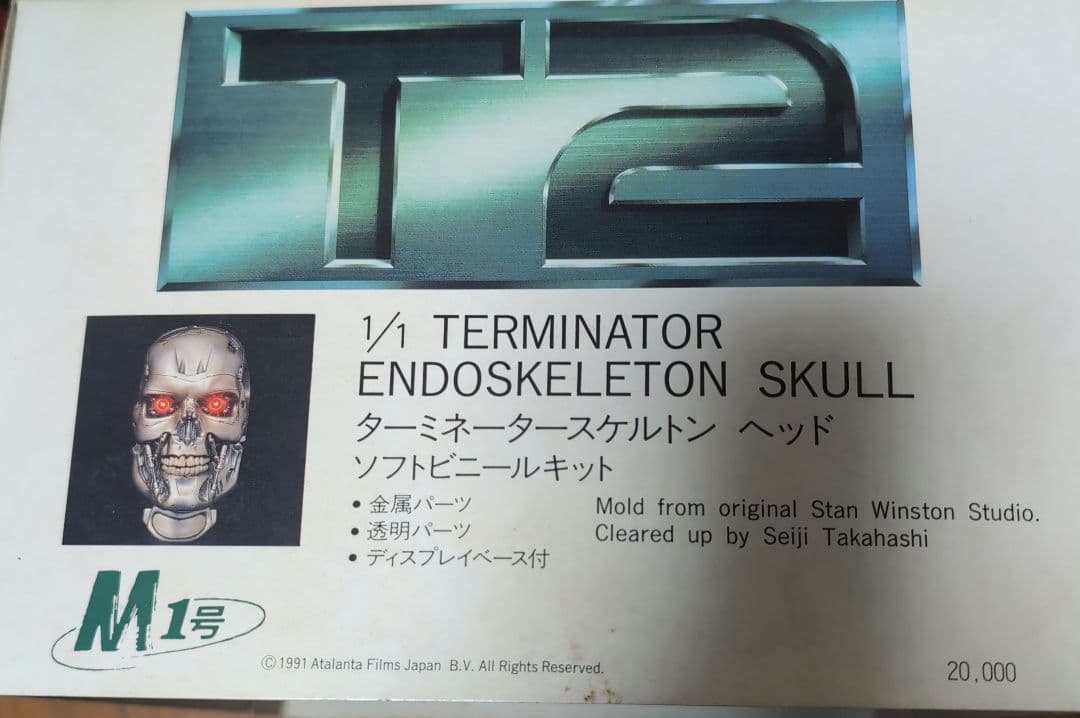 T2
1/1 TERMINATOR
ENDOSKELETON SKULL
ターミネータースケルトン ヘッド
ソフトビニールキット
• 金属パーツ
• 透明パーツ
• ディスプレイベース付
Mold from original Stan Winston Studio.
Cleared up by Seiji Takahashi
M1号
©1991 Atalanta Films Japan B.V. All Rights Reserved.
20,000